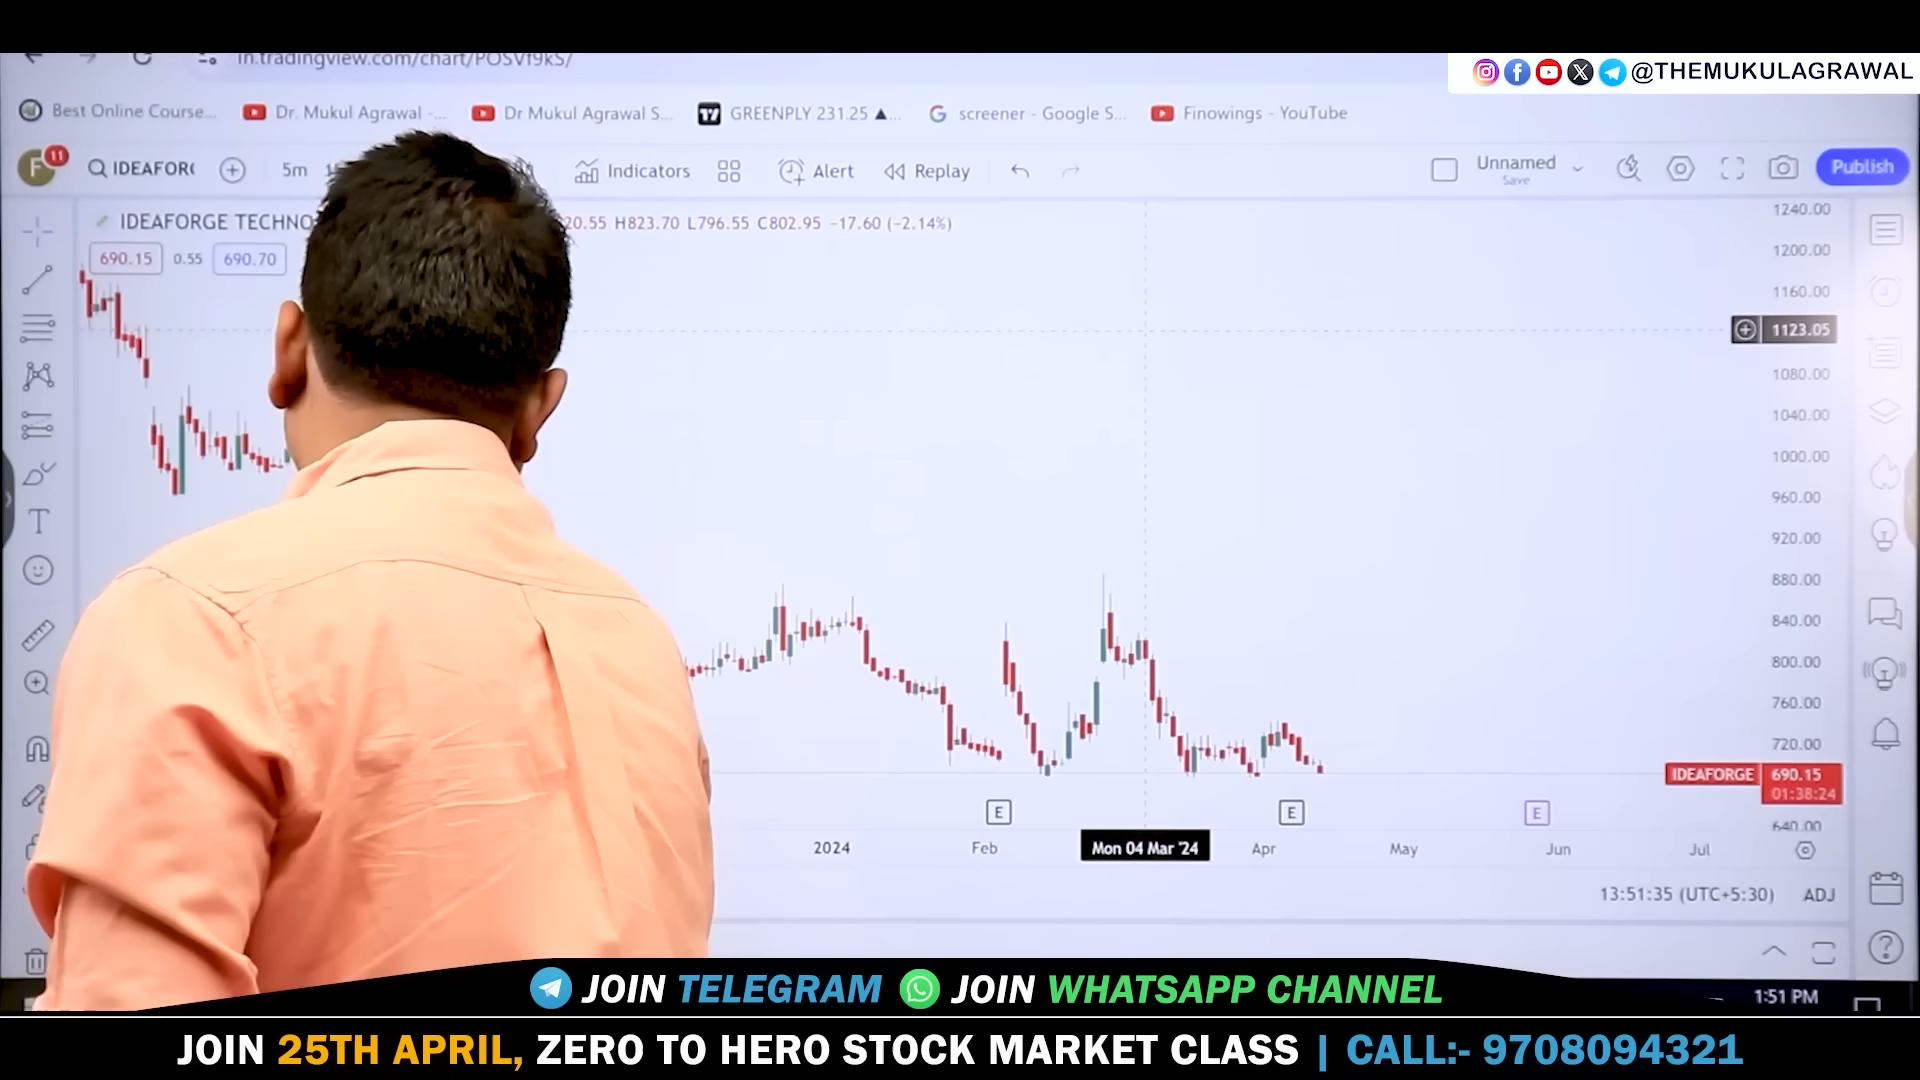 in.tradingview.com/chart/POSVf9kS/
@THEMUKULAGRAWAL
Best Online Course...
Dr. Mukul Agrawal -...
Dr Mukul Agrawal S...
GREENPLY 231.25 ▲...
screener - Google S...
Finowings - YouTube
F
11
IDEAFORG
5m
Indicators
Alert
Replay
Unnamed
Save
Publish
IDEAFORGE TECHNO
20.55 H823.70 L796.55 C802.95 −17.60 (−2.14%)
690.15
0.55
690.70
1240.00
1200.00
1160.00
1123.05
1080.00
1040.00
1000.00
960.00
920.00
880.00
840.00
800.00
760.00
720.00
IDEAFORGE
690.15
01:38:24
640.00
E
E
E
2024
Feb
Mon 04 Mar '24
Apr
May
Jun
Jul
13:51:35 (UTC+5:30)
ADJ
JOIN TELEGRAM
JOIN WHATSAPP CHANNEL
1:51 PM
JOIN 25TH APRIL, ZERO TO HERO STOCK MARKET CLASS | CALL:- 9708094321